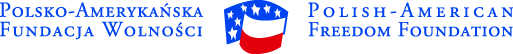 Polsko-Amerykańska
Fundacja Wolności
Polish-American
Freedom Foundation